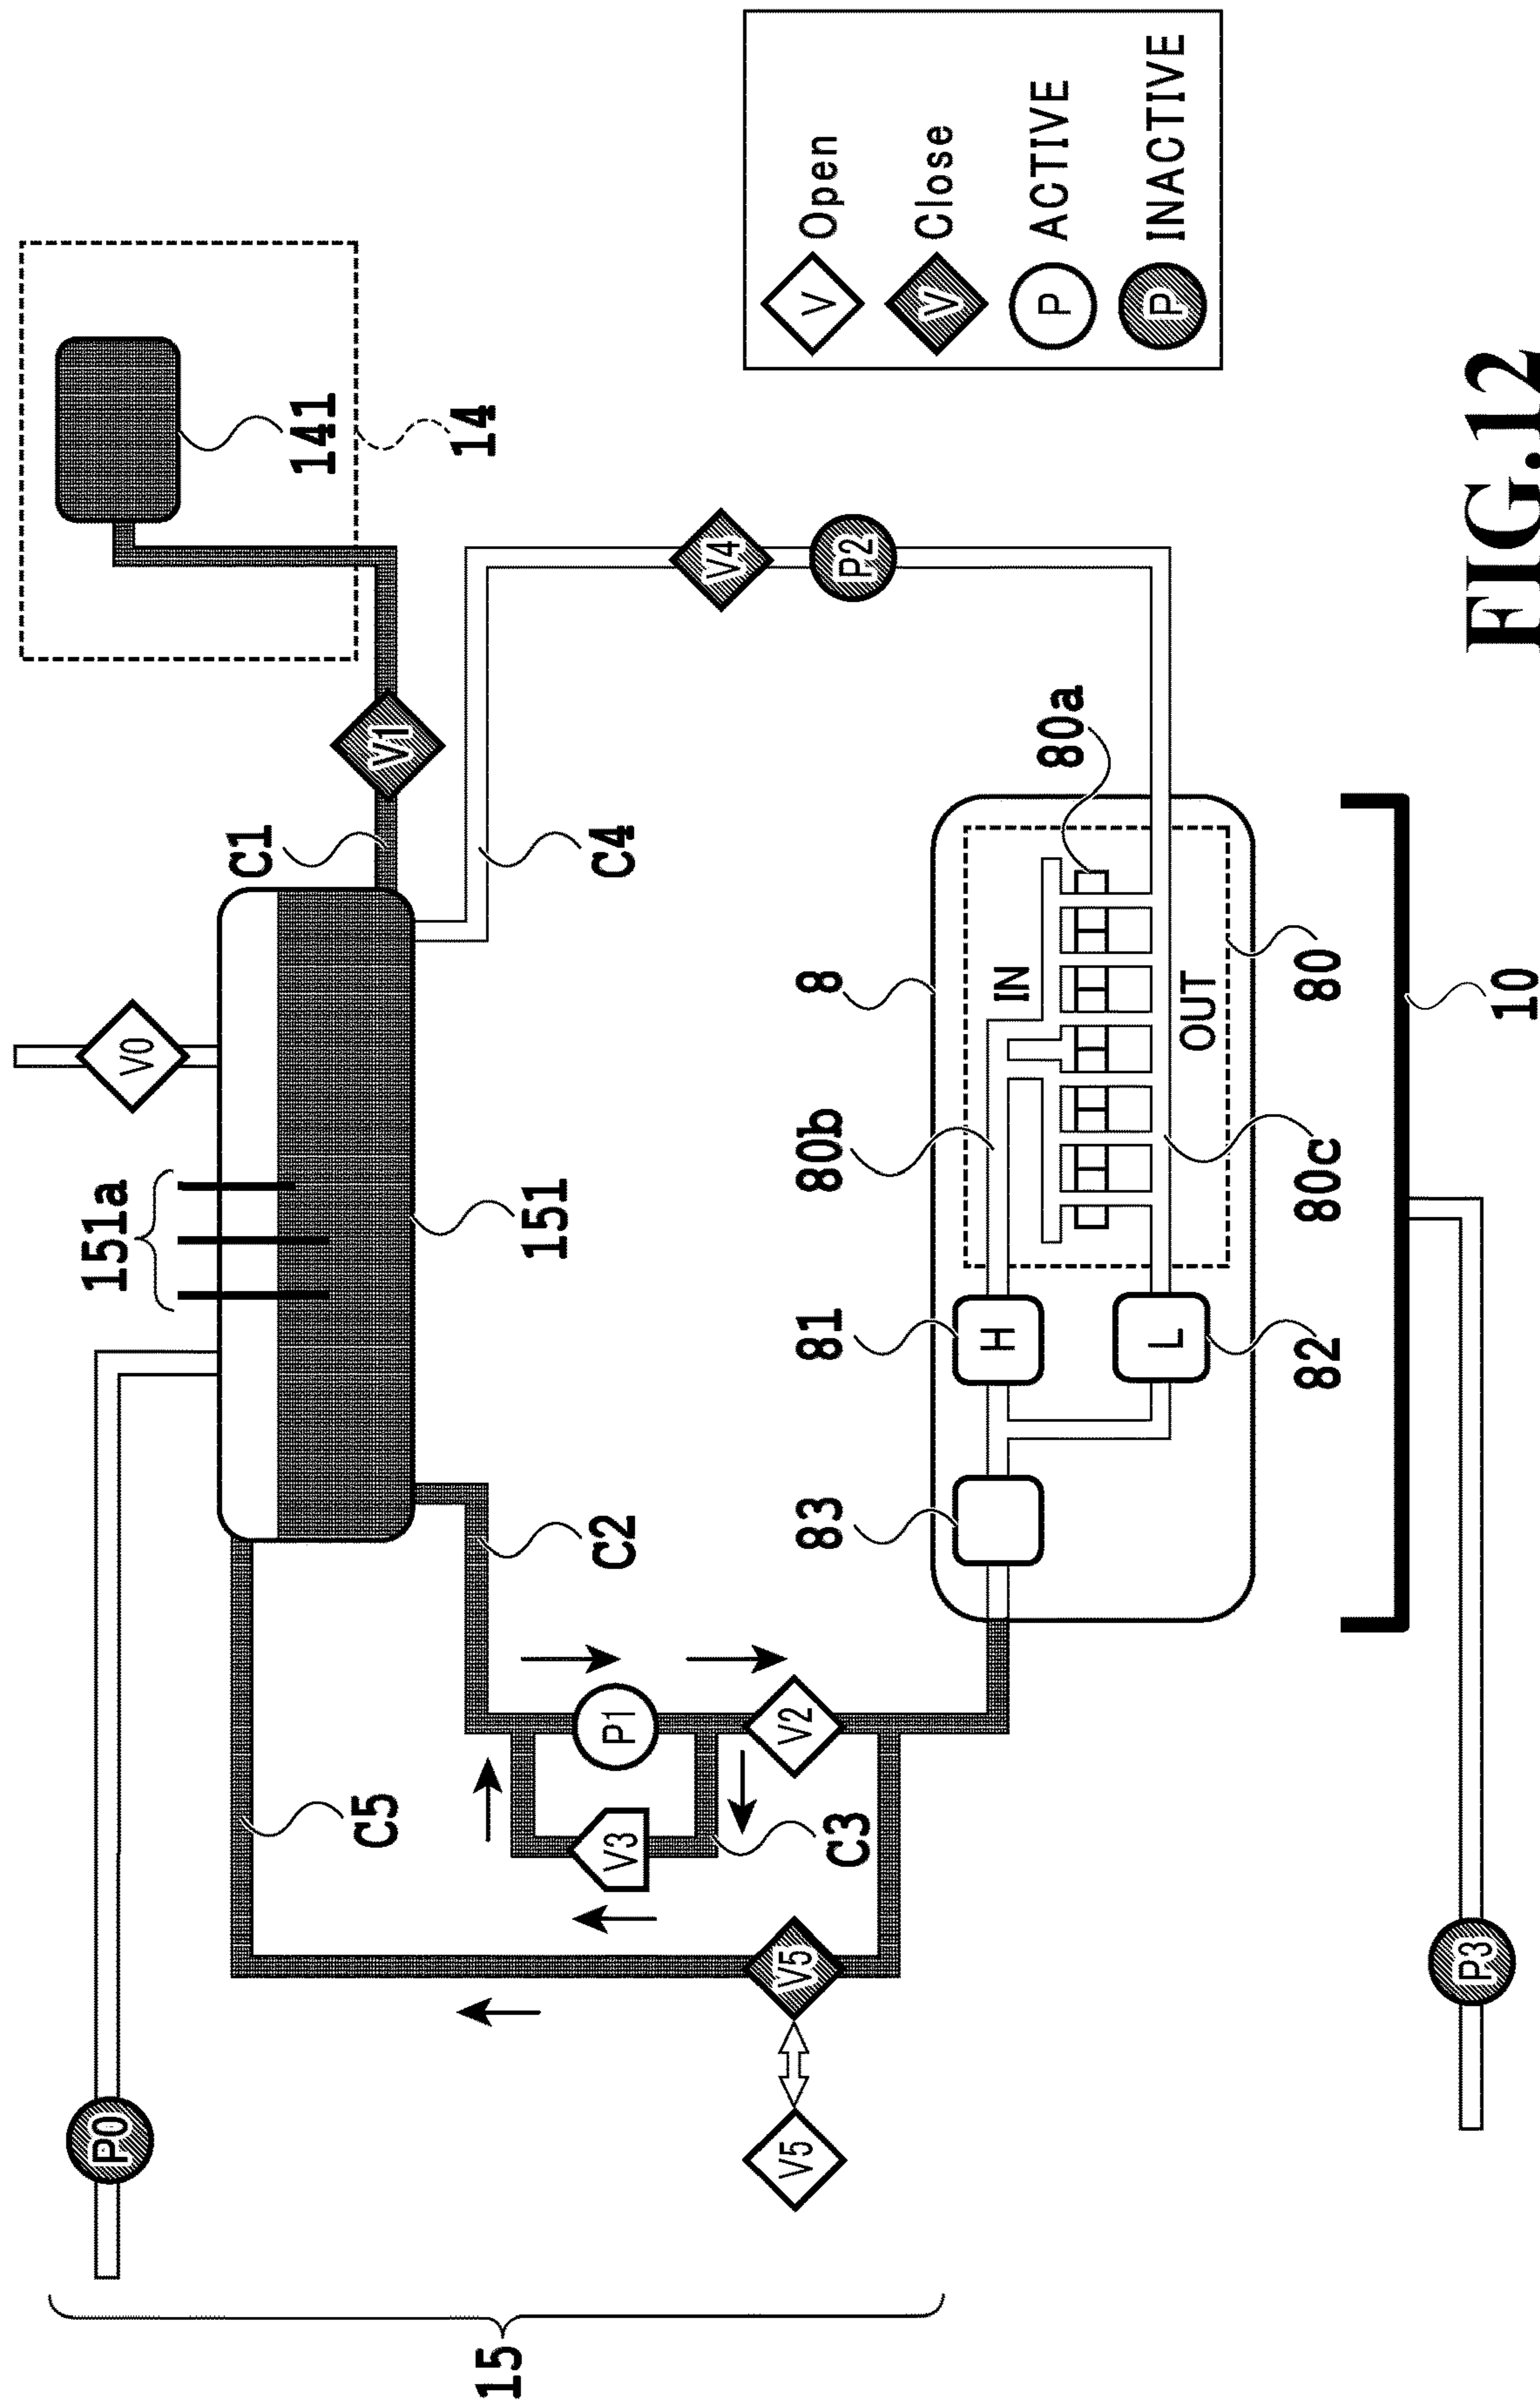 P0
151a
V0
C1
141
C5
V1
14
15
151
C2
C4
P1
V3
V4
V5
V5
V2
83
81
80b
8
V Open
C3
P2
V Close
H
IN
80a
P ACTIVE
L
OUT
P INACTIVE
82
80c
80
P3
10
FIG.12